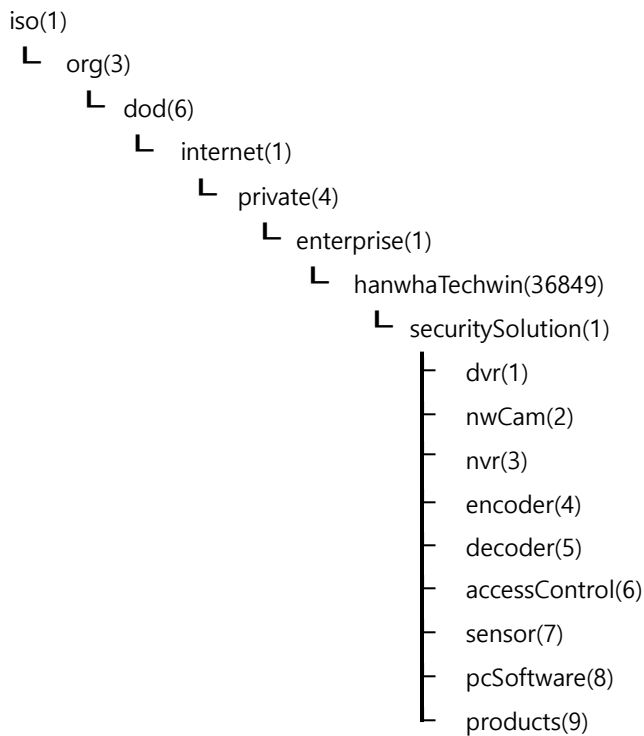 iso(1)
org(3)
dod(6)
internet(1)
private(4)
enterprise(1)
hanwhaTechwin(36849)
securitySolution(1)
dvr(1)
nwCam(2)
nvr(3)
encoder(4)
decoder(5)
accessControl(6)
sensor(7)
pcSoftware(8)
products(9)